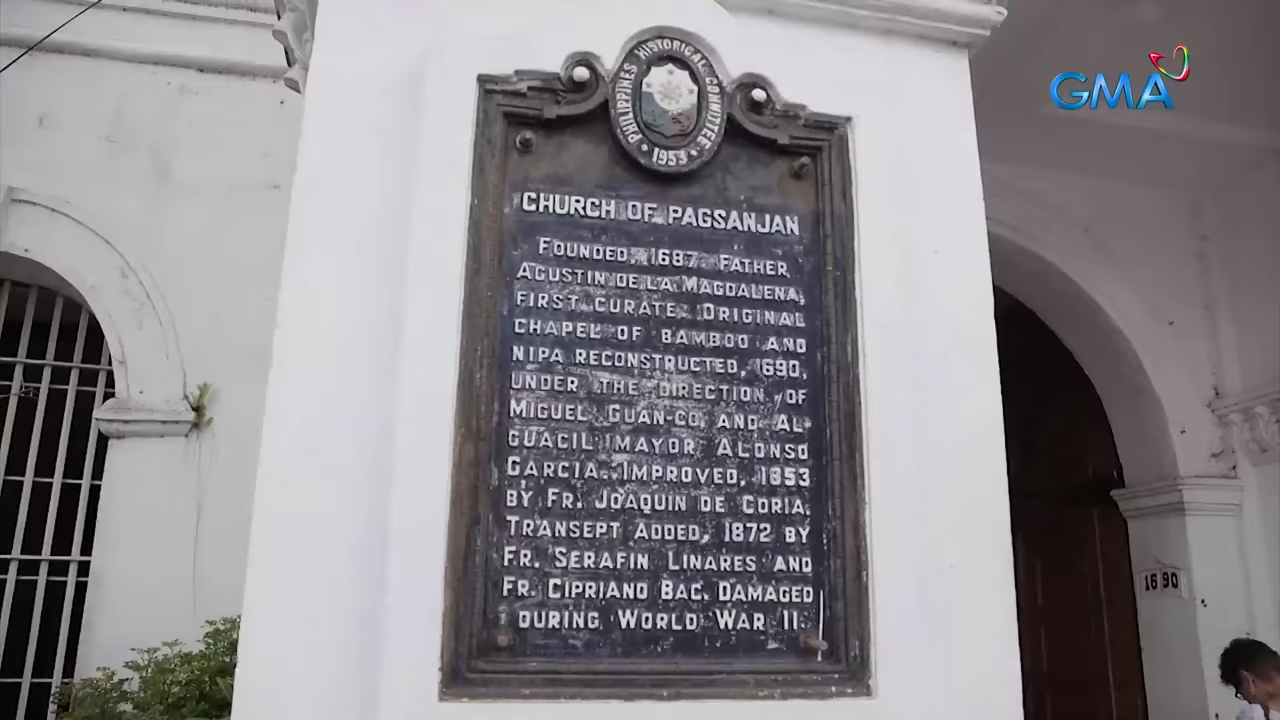 GMA
PHILIPPINES HISTORICAL COMMITTEE
1953
CHURCH OF PAGSANJAN
FOUNDED, 1687. FATHER
AGUSTIN DE LA MAGDALENA,
FIRST CURATE. ORIGINAL
CHAPEL OF BAMBOO AND
NIPA RECONSTRUCTED, 1690,
UNDER THE DIRECTION OF
MIGUEL GUAN-CO AND AL-
GUACIL MAYOR ALONSO
GARCIA. IMPROVED, 1853
BY FR. JOAQUIN DE CORIA.
TRANSEPT ADDED, 1872 BY
FR. SERAFIN LINARES AND
FR. CIPRIANO BAC. DAMAGED
DURING WORLD WAR II.
1690